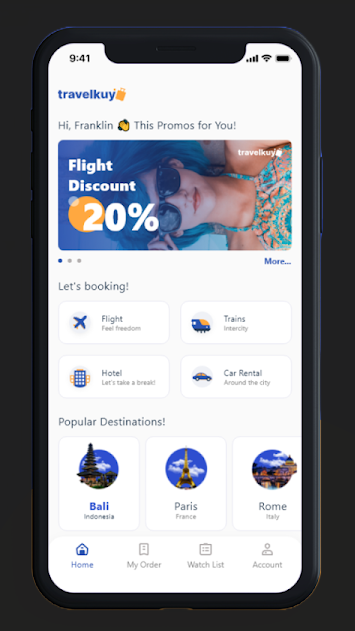 9:41
travelkuy
Hi, Franklin 👏 This Promos for You!
travelkuy
Flight
Discount
20%
More...
Let's booking!
Flight
Feel freedom
Trains
Intercity
Hotel
Let's take a break!
Car Rental
Around the city
Popular Destinations!
Bali
Indonesia
Paris
France
Rome
Italy
Home
My Order
Watch List
Account